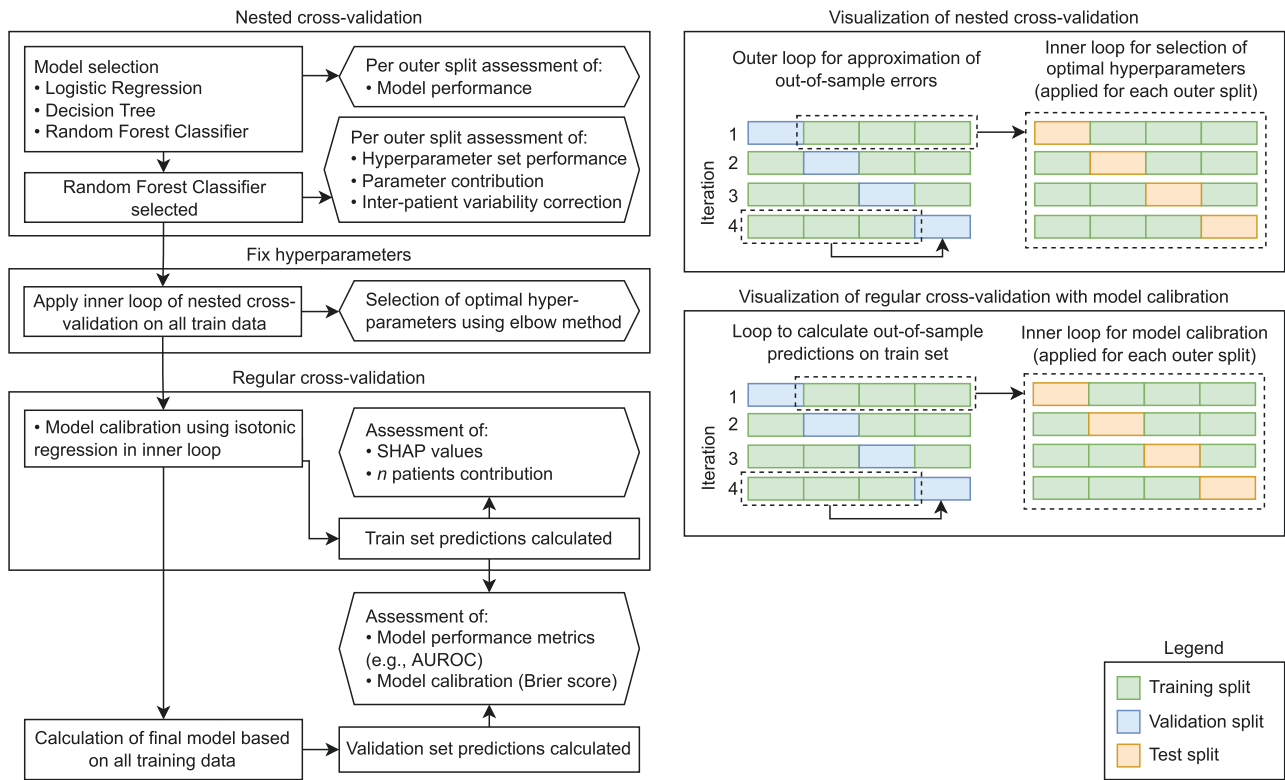 Nested cross-validation
Model selection
• Logistic Regression
• Decision Tree
• Random Forest Classifier
Per outer split assessment of:
• Model performance
Random Forest Classifier
selected
Per outer split assessment of:
• Hyperparameter set performance
• Parameter contribution
• Inter-patient variability correction
Fix hyperparameters
Apply inner loop of nested cross-
validation on all train data
Selection of optimal hyper-
parameters using elbow method
Regular cross-validation
• Model calibration using isotonic
regression in inner loop
Assessment of:
• SHAP values
• n patients contribution
Train set predictions calculated
Assessment of:
• Model performance metrics
(e.g., AUROC)
• Model calibration (Brier score)
Calculation of final model based
on all training data
Validation set predictions calculated
Visualization of nested cross-validation
Outer loop for approximation of
out-of-sample errors
Inner loop for selection of
optimal hyperparameters
(applied for each outer split)
Iteration
1
2
3
4
Visualization of regular cross-validation with model calibration
Loop to calculate out-of-sample
predictions on train set
Inner loop for model calibration
(applied for each outer split)
Iteration
1
2
3
4
Legend
Training split
Validation split
Test split